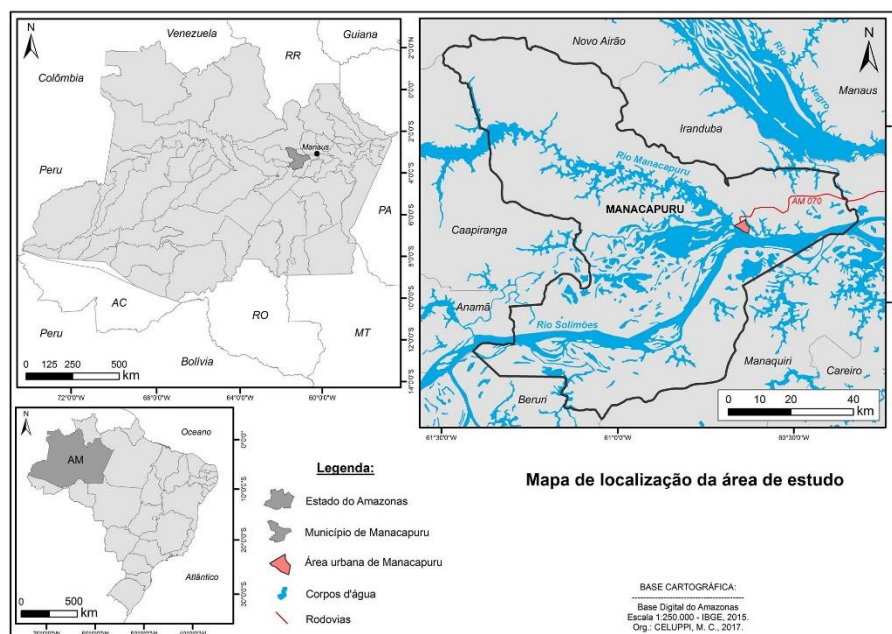 N
Venezuela
Guiana
RR
Colômbia
Manaus
Peru
PA
AC
RO
MT
Peru
Bolívia
0 125 250 500
km
72°0'0"S
68°0'0"S
64°0'0"S
60°0'0"S
2°0'0"N
0°0'0"
2°0'0"S
4°0'0"S
6°0'0"S
8°0'0"S
10°0'0"S
12°0'0"S
14°0'0"S
N
Novo Airão
Rio Negro
Manaus
Iranduba
Rio Manacapuru
MANACAPURU
AM 070
Caapiranga
Anamã
Rio Solimões
Manaquiri
Careiro
Beruri
0 10 20 40
km
61°30'0"S
61°0'0"S
60°30'0"S
N
AM
Oceano
Atlântico
0 500
km
0°0'0"
10°0'0"S
20°0'0"S
30°0'0"S
Legenda:
Estado do Amazonas
Município de Manacapuru
Área urbana de Manacapuru
Corpos d'água
Rodovias
Mapa de localização da área de estudo
BASE CARTOGRÁFICA:
Base Digital do Amazonas
Escala 1:250.000 - IBGE, 2015.
Org.: CELUPPI, M. C., 2017.